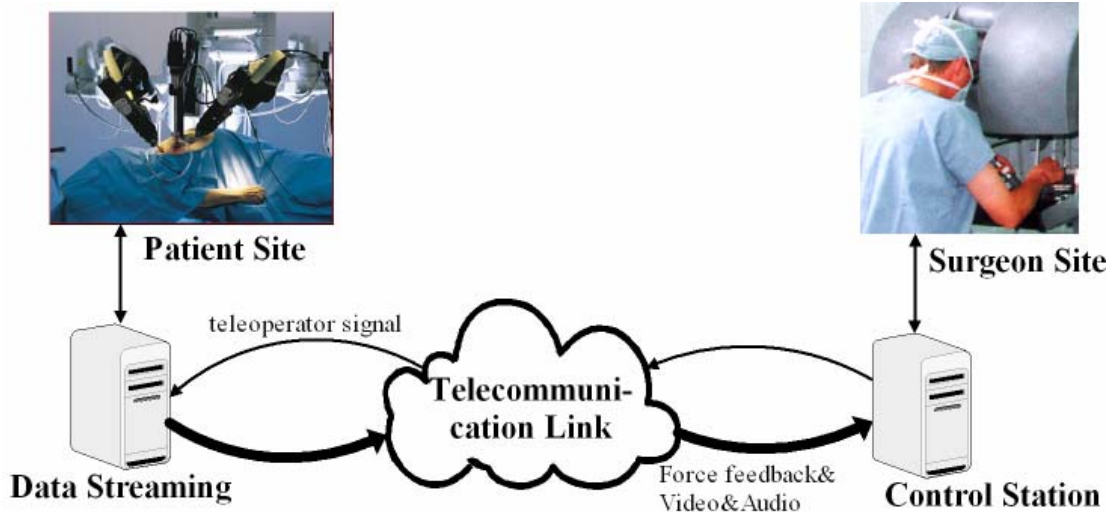 Patient Site
Surgeon Site
teleoperator signal
Telecommuni-
cation Link
Force feedback&
Video&Audio
Data Streaming
Control Station